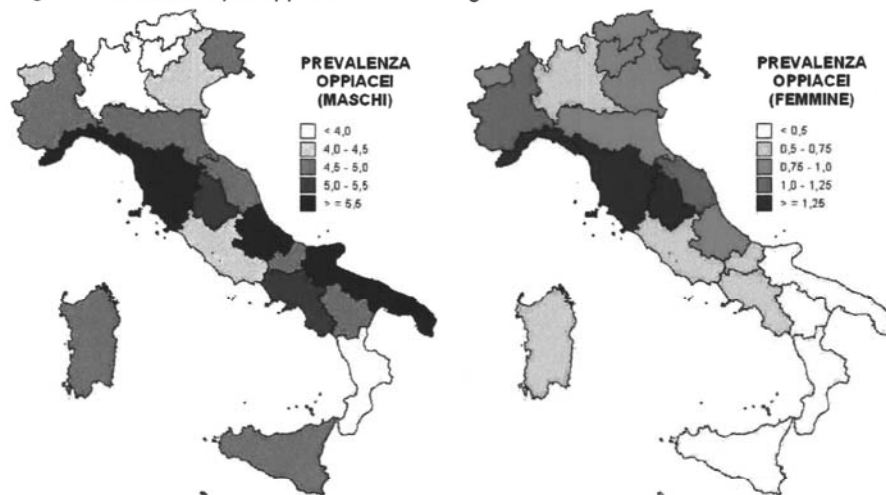 PREVALENZA
OPPIACEI
(MASCHI)
< 4,0
4,0 - 4,5
4,5 - 5,0
5,0 - 5,5
> = 5,5
PREVALENZA
OPPIACEI
(FEMMINE)
< 0,5
0,5 - 0,75
0,75 - 1,0
1,0 - 1,25
> = 1,25